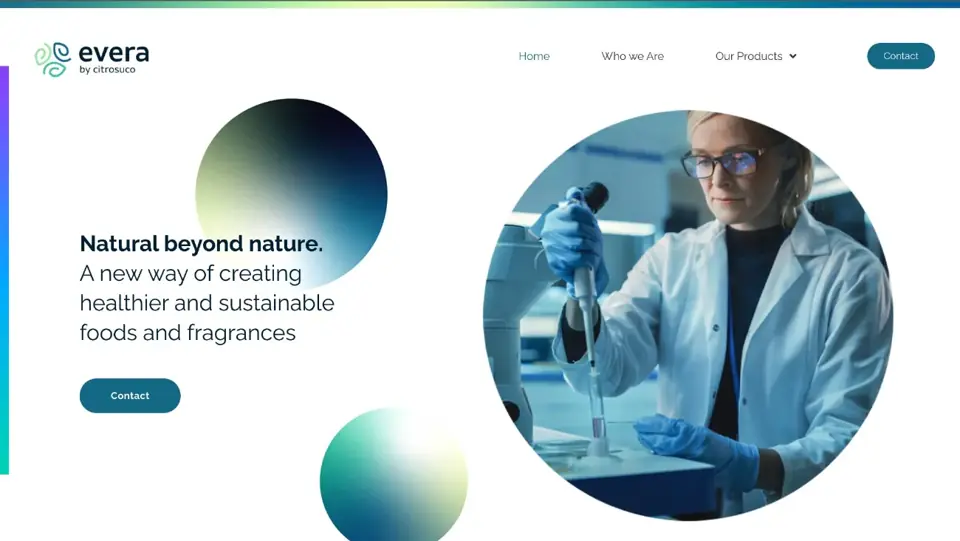 evera
by citrosuco
Home
Who we Are
Our Products
Contact
Natural beyond nature.
A new way of creating
healthier and sustainable
foods and fragrances
Contact